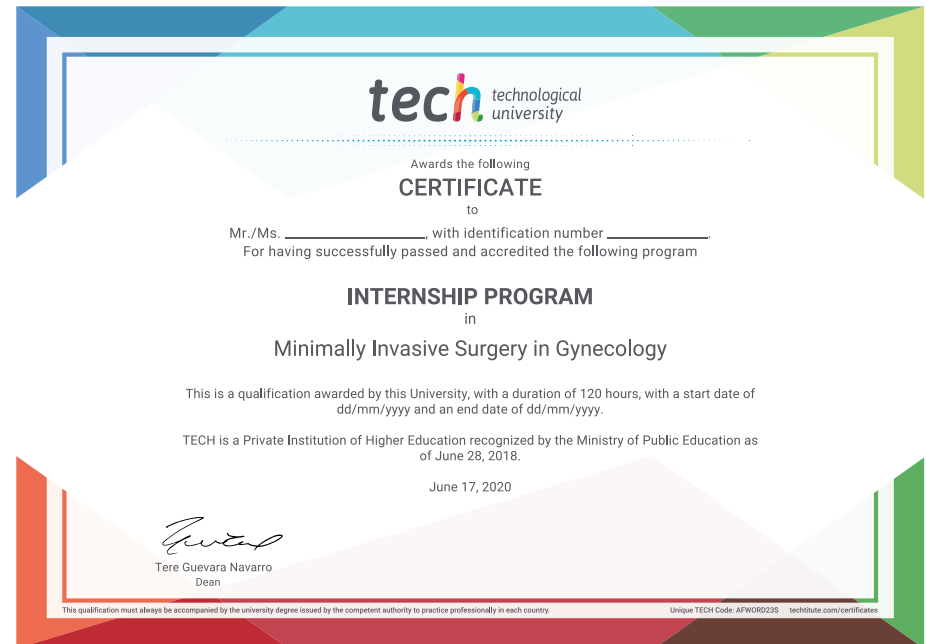 tech technological
university
Awards the following
CERTIFICATE
to
Mr./Ms. ____________________, with identification number ______________.
For having successfully passed and accredited the following program
INTERNSHIP PROGRAM
in
Minimally Invasive Surgery in Gynecology
This is a qualification awarded by this University, with a duration of 120 hours, with a start date of
dd/mm/yyyy and an end date of dd/mm/yyyy.
TECH is a Private Institution of Higher Education recognized by the Ministry of Public Education as
of June 28, 2018.
June 17, 2020
Tere Guevara Navarro
Dean
This qualification must always be accompanied by the university degree issued by the competent authority to practice professionally in each country. Unique TECH Code: AFWORD23S techtitute.com/certificates